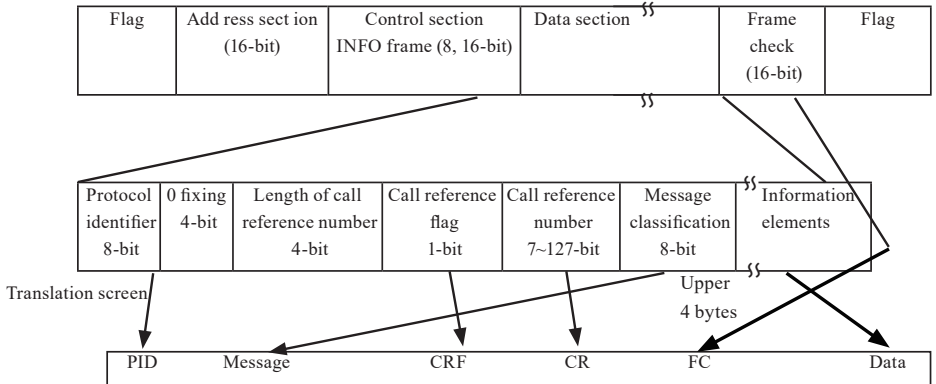 Flag
Add ress sect ion
(16-bit)
Control section
INFO frame (8, 16-bit)
Data section
Frame
check
(16-bit)
Flag
Protocol
identifier
8-bit
0 fixing
4-bit
Length of call
reference number
4-bit
Call reference
flag
1-bit
Call reference
number
7~127-bit
Message
classification
8-bit
Information
elements
Translation screen
Upper
4 bytes
PID
Message
CRF
CR
FC
Data